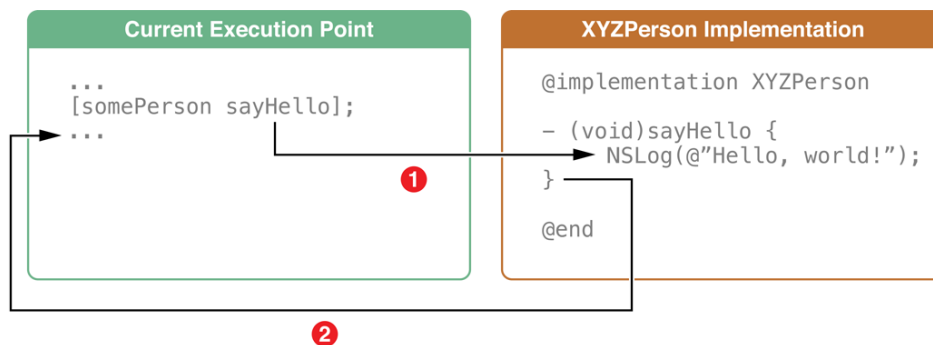 Current Execution Point
...
[somePerson sayHello];
...
XYZPerson Implementation
@implementation XYZPerson
– (void)sayHello {
NSLog(@”Hello, world!”);
}
@end
1
2